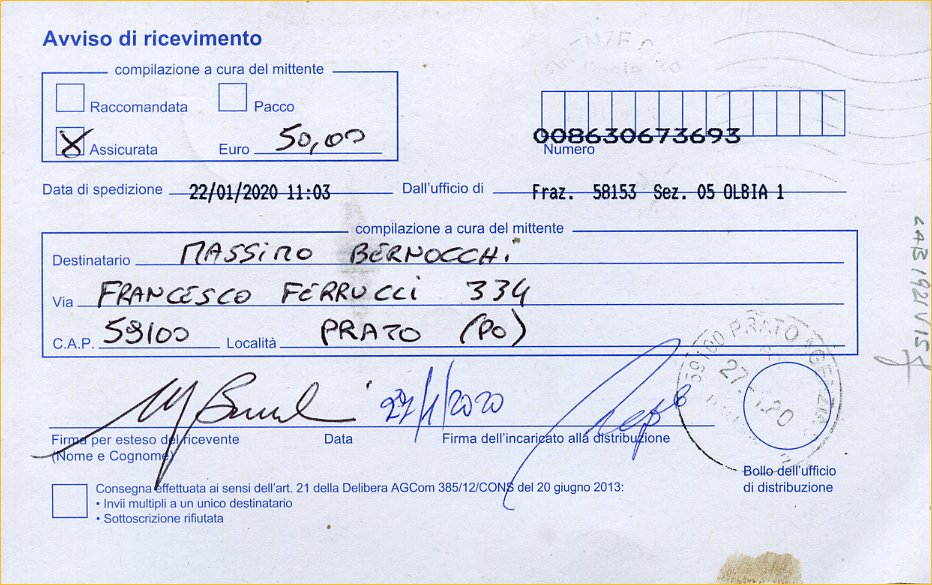 Avviso di ricevimento
compilazione a cura del mittente
Raccomandata Pacco
X Assicurata Euro 50,00
008630673693
Numero
Data di spedizione 22/01/2020 11:03 Dall'ufficio di Fraz. 58153 Sez. 05 OLBIA 1
compilazione a cura del mittente
Destinatario MASSIMO BERNOCCHi
Via FRANCESCO FERRUCCi 334
C.A.P. 59100 Località PRATO (PO)
27/1/2020
Firma per esteso del ricevente Data Firma dell'incaricato alla distribuzione
(Nome e Cognome)
59100 PRATO
Bollo dell'ufficio
di distribuzione
Consegna effettuata ai sensi dell'art. 21 della Delibera AGCom 385/12/CONS del 20 giugno 2013:
• Invii multipli a un unico destinatario
• Sottoscrizione rifiutata